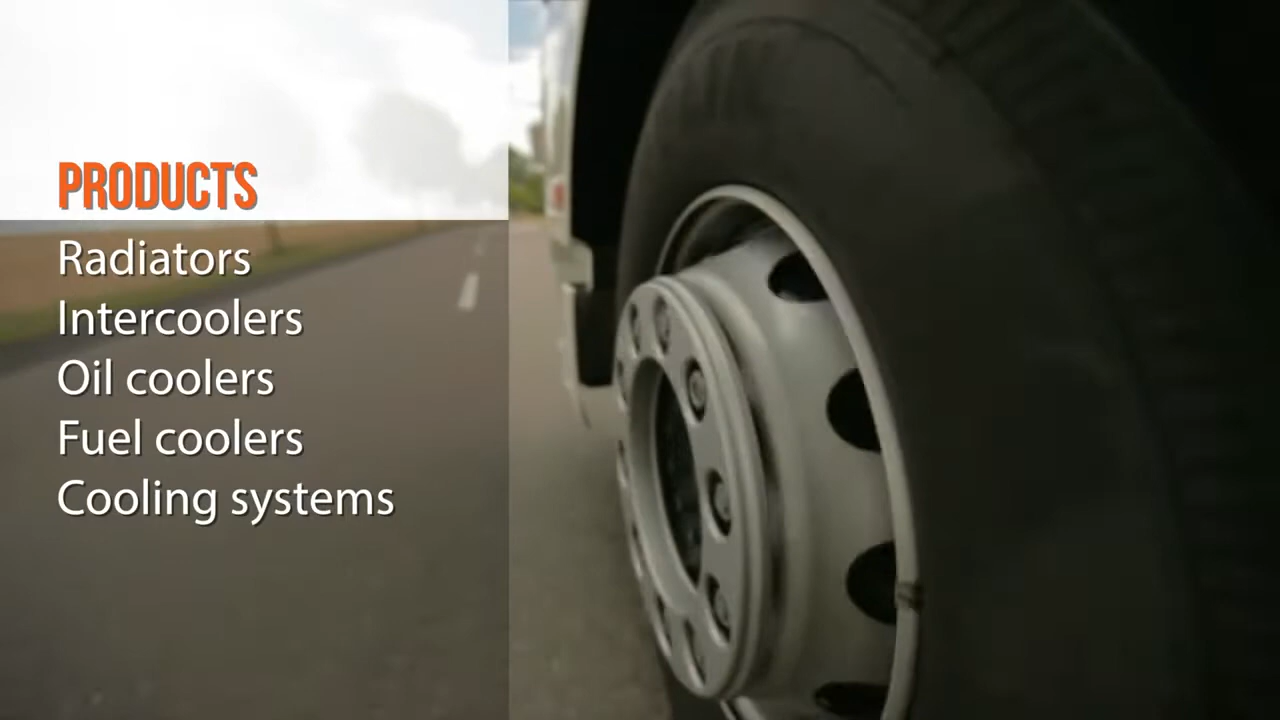 PRODUCTS
Radiators
Intercoolers
Oil coolers
Fuel coolers
Cooling systems